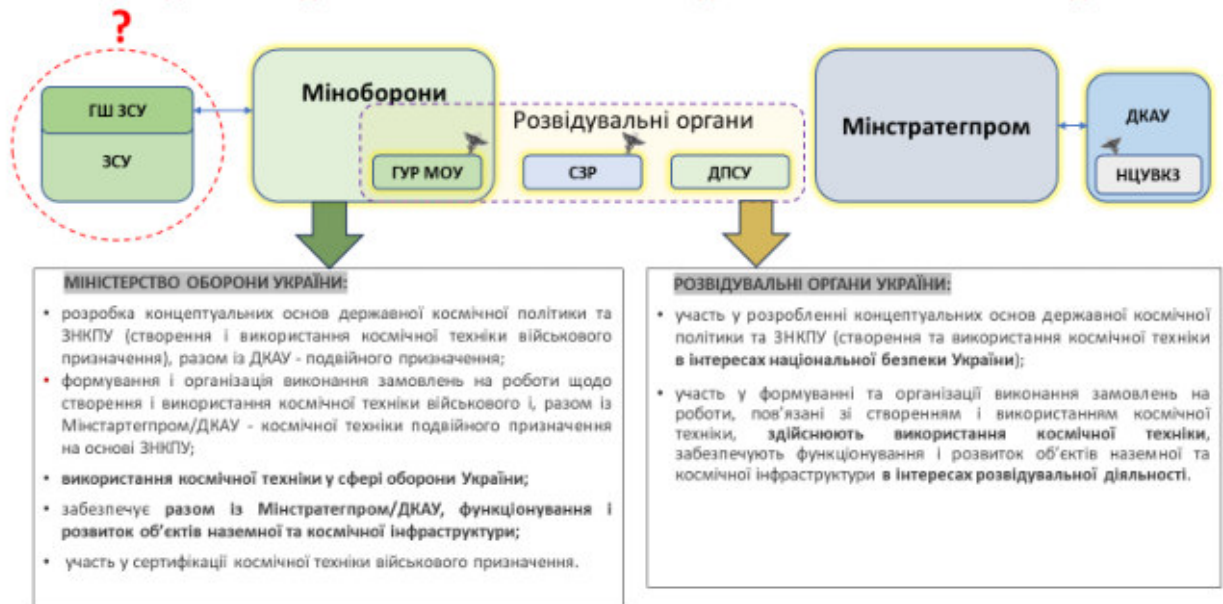 ?
ГШ ЗСУ
ЗСУ
Міноборони
Розвідувальні органи
ГУР МОУ
СЗР
ДПСУ
Мінстратегпром
ДКАУ
НЦУВКЗ
МІНІСТЕРСТВО ОБОРОНИ УКРАЇНИ:
• розробка концептуальних основ державної космічної політики та
ЗНКПУ (створення і використання космічної техніки військового
призначення), разом із ДКАУ - подвійного призначення;
• формування і організація виконання замовлень на роботи щодо
створення і використання космічної техніки військового і, разом із
Мінстартегпром/ДКАУ - космічної техніки подвійного призначення
на основі ЗНКПУ;
• використання космічної техніки у сфері оборони України;
• забезпечує разом із Мінстратегпром/ДКАУ, функціонування і
розвиток об’єктів наземної та космічної інфраструктури;
• участь у сертифікації космічної техніки військового призначення.
РОЗВІДУВАЛЬНІ ОРГАНИ УКРАЇНИ:
• участь у розробленні концептуальних основ державної космічної
політики та ЗНКПУ (створення та використання космічної техніки
в інтересах національної безпеки України);
• участь у формуванні та організації виконання замовлень на
роботи, пов’язані зі створенням і використанням космічної
техніки, здійснюють використання космічної техніки,
забезпечують функціонування і розвиток об’єктів наземної та
космічної інфраструктури в інтересах розвідувальної діяльності.